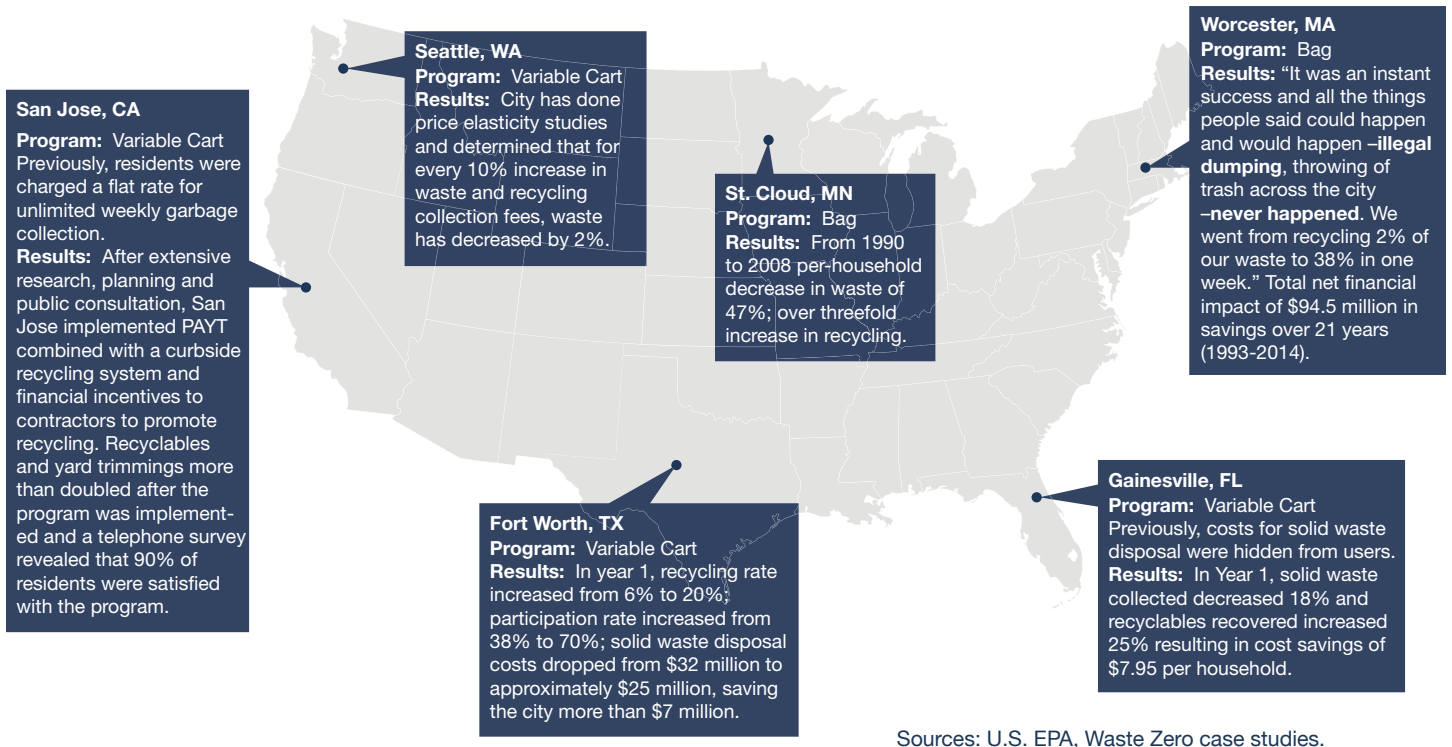 San Jose, CA
Program: Variable Cart
Previously, residents were
charged a flat rate for
unlimited weekly garbage
collection.
Results: After extensive
research, planning and
public consultation, San
Jose implemented PAYT
combined with a curbside
recycling system and
financial incentives to
contractors to promote
recycling. Recyclables
and yard trimmings more
than doubled after the
program was implement-
ed and a telephone survey
revealed that 90% of
residents were satisfied
with the program.
Seattle, WA
Program: Variable Cart
Results: City has done
price elasticity studies
and determined that for
every 10% increase in
waste and recycling
collection fees, waste
has decreased by 2%.
St. Cloud, MN
Program: Bag
Results: From 1990
to 2008 per-household
decrease in waste of
47%; over threefold
increase in recycling.
Worcester, MA
Program: Bag
Results: “It was an instant
success and all the things
people said could happen
and would happen –illegal
dumping, throwing of
trash across the city
–never happened. We
went from recycling 2% of
our waste to 38% in one
week.” Total net financial
impact of $94.5 million in
savings over 21 years
(1993-2014).
Fort Worth, TX
Program: Variable Cart
Results: In year 1, recycling rate
increased from 6% to 20%;
participation rate increased from
38% to 70%; solid waste disposal
costs dropped from $32 million to
approximately $25 million, saving
the city more than $7 million.
Gainesville, FL
Program: Variable Cart
Previously, costs for solid waste
disposal were hidden from users.
Results: In Year 1, solid waste
collected decreased 18% and
recyclables recovered increased
25% resulting in cost savings of
$7.95 per household.
Sources: U.S. EPA, Waste Zero case studies.